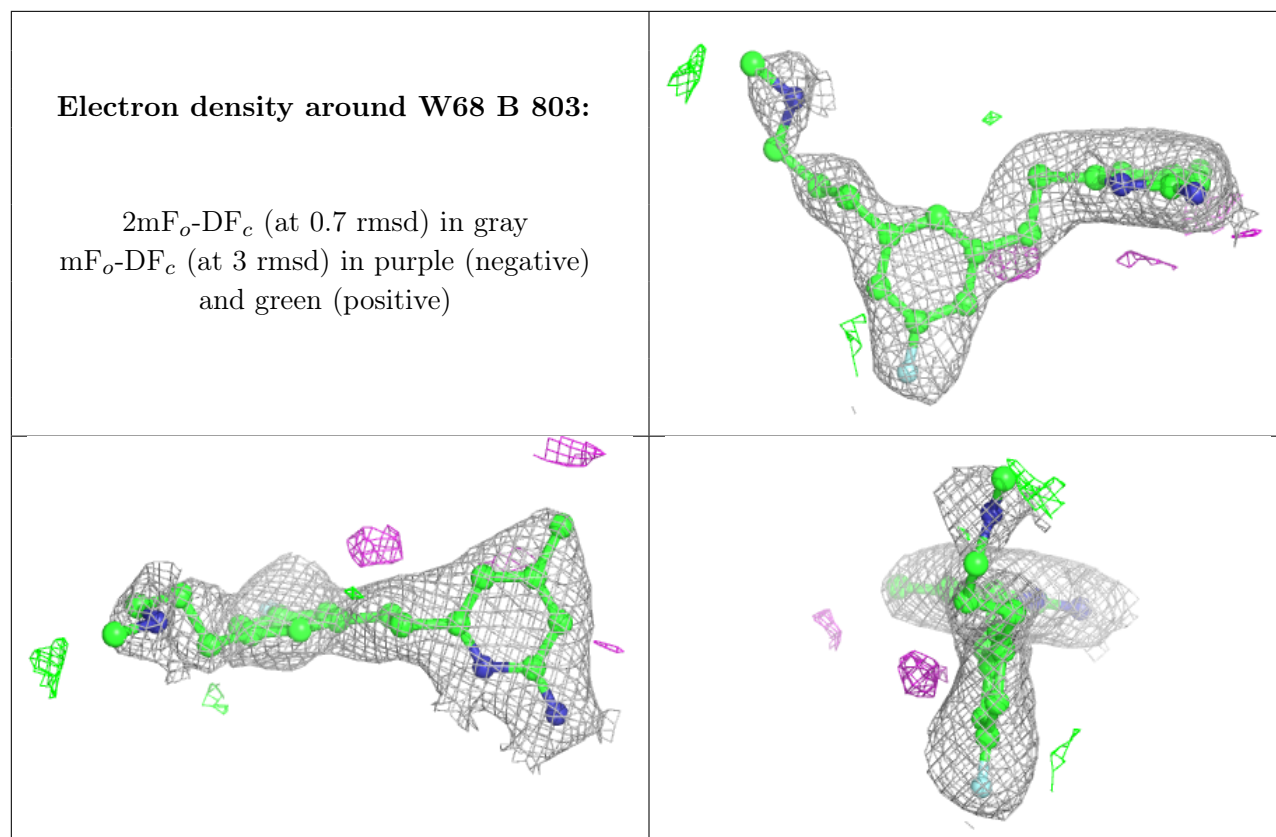 Electron density around W68 B 803:
2mFo-DFc (at 0.7 rmsd) in gray
mFo-DFc (at 3 rmsd) in purple (negative)
and green (positive)